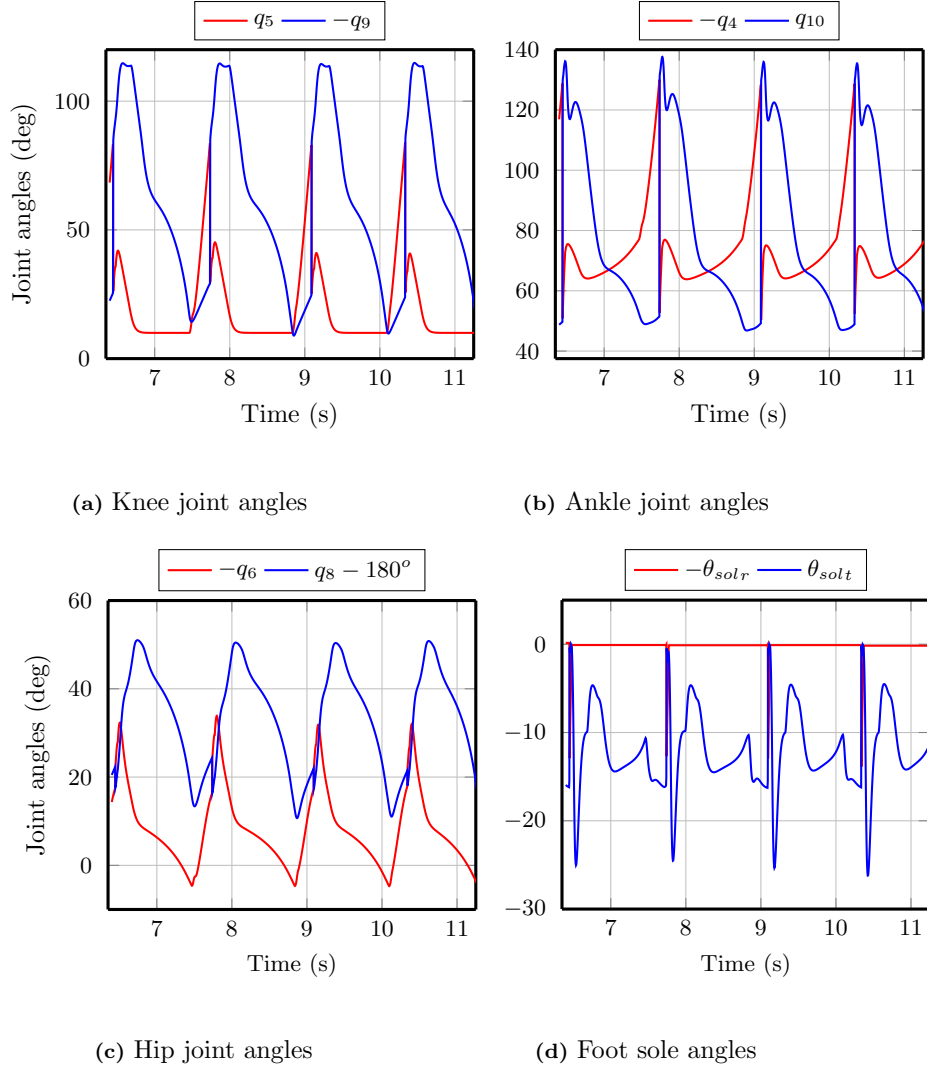 q5 −q9
−q4 q10
Joint angles (deg)
100
50
0
7 8 9 10 11
Time (s)
140
120
100
80
60
40
7 8 9 10 11
Time (s)
(a) Knee joint angles
(b) Ankle joint angles
−q6 q8 − 180°
−θsolr θsolt
Joint angles (deg)
60
40
20
0
7 8 9 10 11
Time (s)
0
−10
−20
−30
7 8 9 10 11
Time (s)
(c) Hip joint angles
(d) Foot sole angles